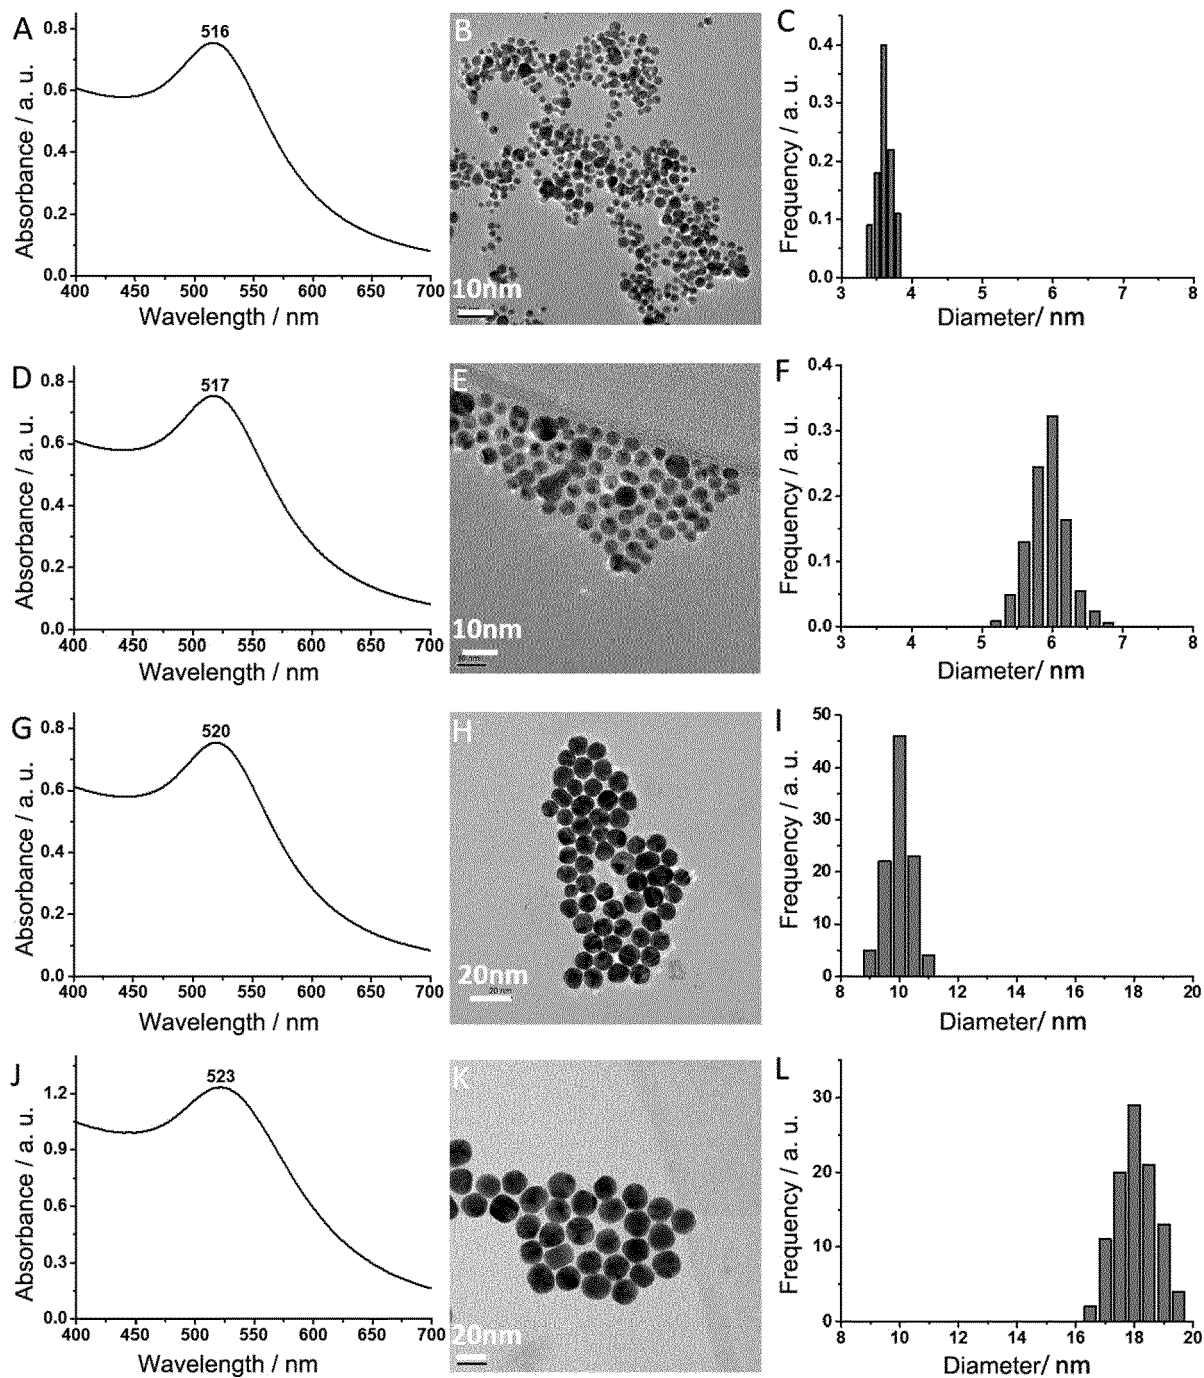 A
516
0.8
0.6
0.4
0.2
0.0
Absorbance / a. u.
400 450 500 550 600 650 700
Wavelength / nm
B
10nm
C
0.4
0.3
0.2
0.1
0.0
Frequency / a. u.
3 4 5 6 7 8
Diameter/ nm
D
517
0.8
0.6
0.4
0.2
0.0
Absorbance / a. u.
400 450 500 550 600 650 700
Wavelength / nm
E
10nm
10 nm
F
0.4
0.3
0.2
0.1
0.0
Frequency / a. u.
3 4 5 6 7 8
Diameter/ nm
G
520
0.8
0.6
0.4
0.2
0.0
Absorbance / a. u.
400 450 500 550 600 650 700
Wavelength / nm
H
20nm
20 nm
I
50
40
30
20
10
0
Frequency / a. u.
8 10 12 14 16 18 20
Diameter/ nm
J
523
1.2
0.9
0.6
0.3
0.0
Absorbance / a. u.
400 450 500 550 600 650 700
Wavelength / nm
K
20nm
L
30
20
10
0
Frequency / a. u.
8 10 12 14 16 18 20
Diameter/ nm